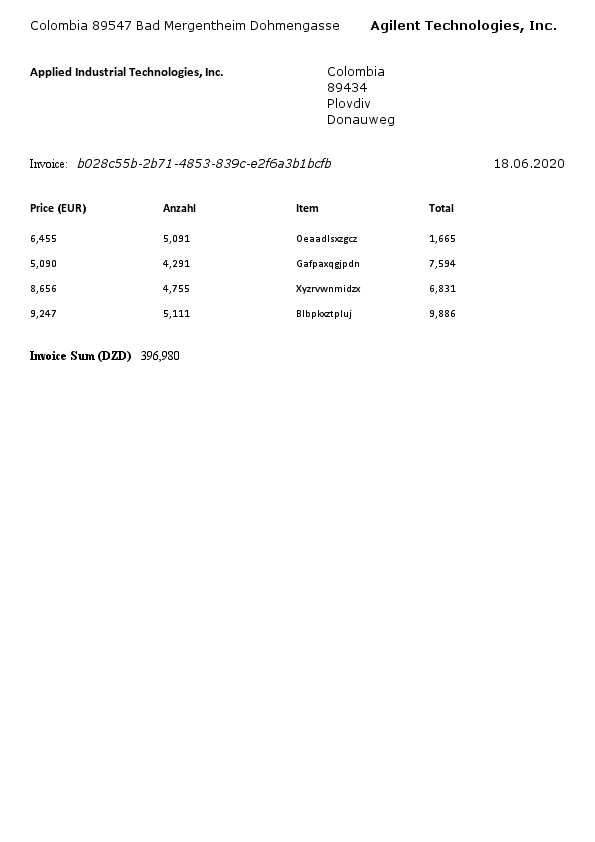 Colombia 89547 Bad Mergentheim Dohmengasse Agilent Technologies, Inc.
Applied Industrial Technologies, Inc. Colombia
89434
Plovdiv
Donauweg
Invoice: b028c55b-2b71-4853-839c-e2f6a3b1bcfb 18.06.2020
Price (EUR) Anzahl Item Total
6,455 5,091 Oeaadlsxzgcz 1,665
5,090 4,291 Gafpaxqgjpdn 7,594
8,656 4,755 Xyzrvwnmidzx 6,831
9,247 5,111 Blbpkxztpluj 9,886
Invoice Sum (DZD) 396,980